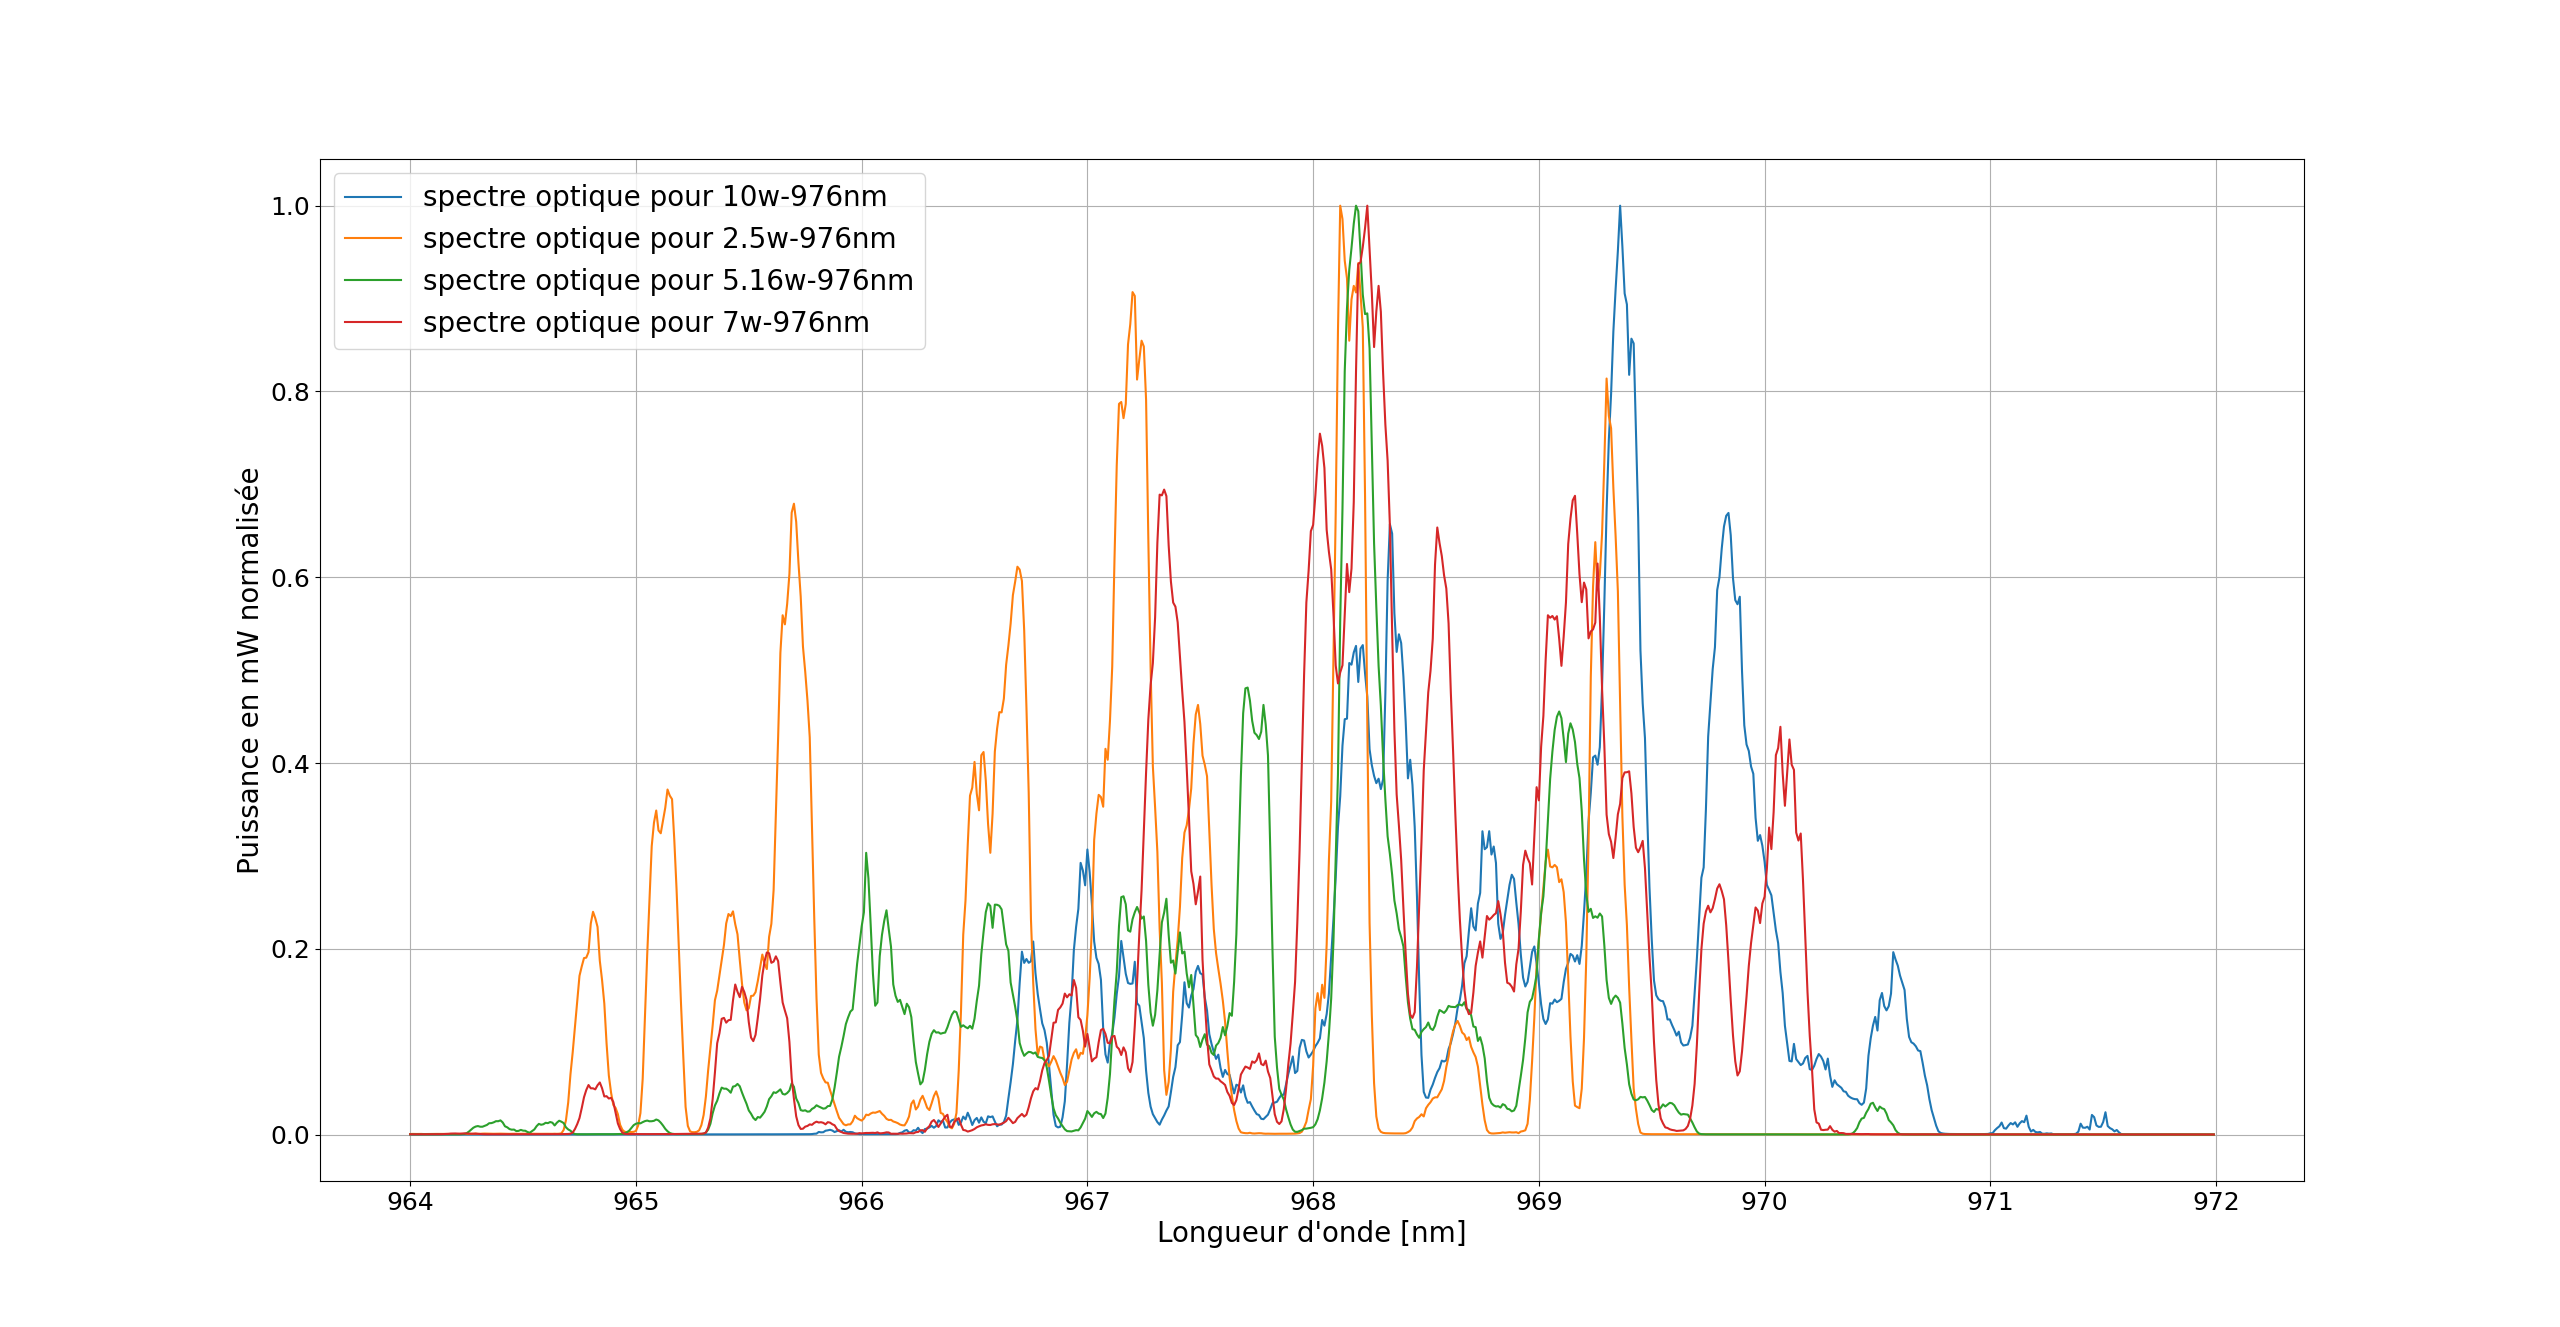 spectre optique pour 10w-976nm
spectre optique pour 2.5w-976nm
spectre optique pour 5.16w-976nm
spectre optique pour 7w-976nm
1.0
0.8
0.6
0.4
0.2
0.0
Puissance en mW normalisée
964 965 966 967 968 969 970 971 972
Longueur d'onde [nm]